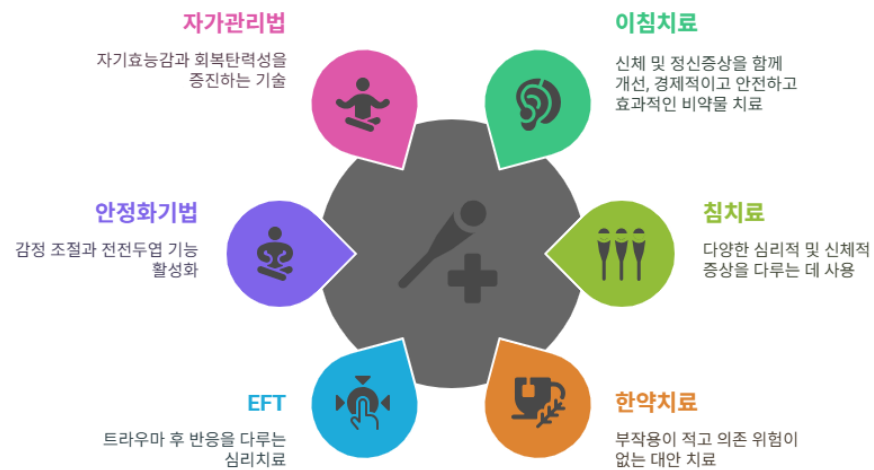 자가관리법
자기효능감과 회복탄력성을
증진하는 기술
이침치료
신체 및 정신증상을 함께
개선, 경제적이고 안전하고
효과적인 비약물 치료
안정화기법
감정 조절과 전전두엽 기능
활성화
침치료
다양한 심리적 및 신체적
증상을 다루는 데 사용
EFT
트라우마 후 반응을 다루는
심리치료
한약치료
부작용이 적고 의존 위험이
없는 대안 치료